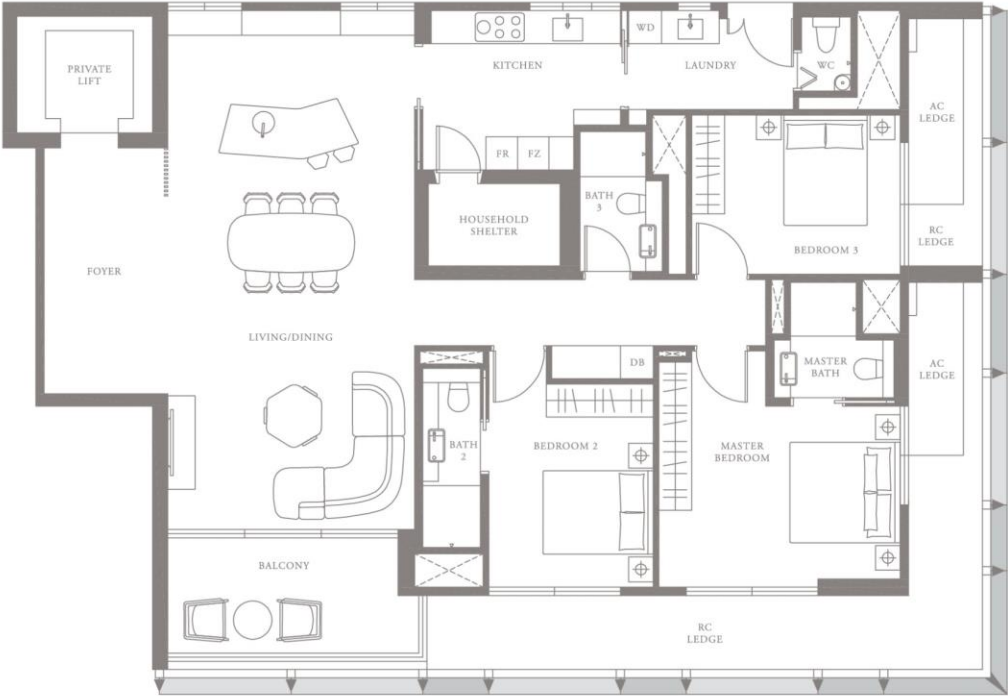 PRIVATE
LIFT
KITCHEN
WD
LAUNDRY
WC
AC
LEDGE
FR
FZ
HOUSEHOLD
SHELTER
BATH
3
BEDROOM 3
RC
LEDGE
FOYER
LIVING/DINING
DB
MASTER
BATH
AC
LEDGE
BATH
2
BEDROOM 2
MASTER
BEDROOM
BALCONY
RC
LEDGE